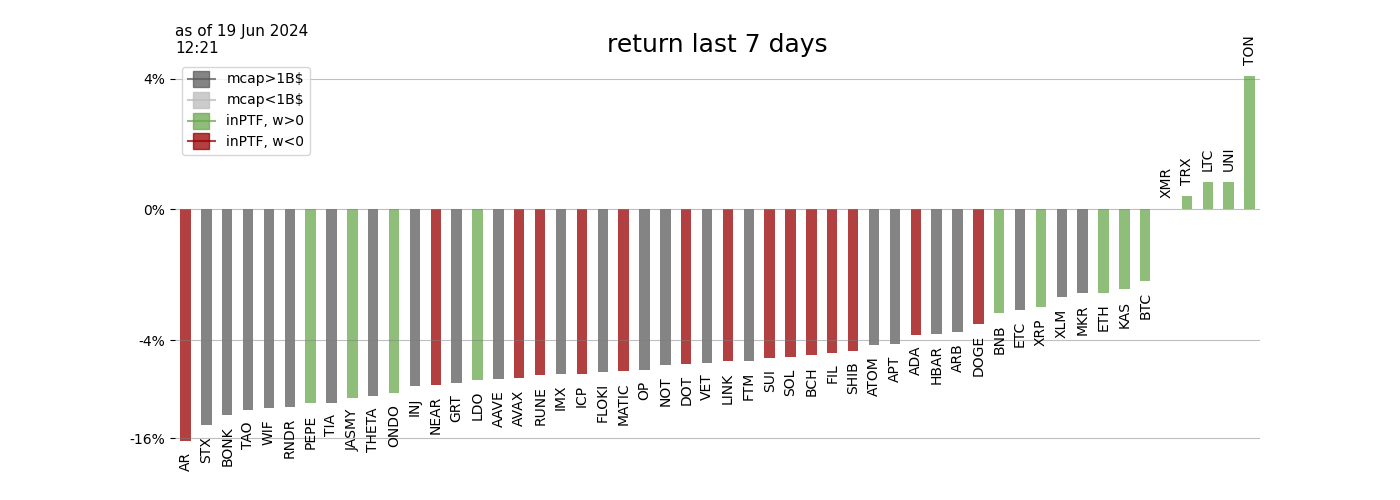 as of 19 Jun 2024
12:21
return last 7 days
mcap>1B$
mcap<1B$
inPTF, w>0
inPTF, w<0
4%
0%
-4%
-16%
AR
STX
BONK
TAO
WIF
RNDR
PEPE
TIA
JASMY
THETA
ONDO
INJ
NEAR
GRT
LDO
AAVE
AVAX
RUNE
IMX
ICP
FLOKI
MATIC
OP
NOT
DOT
VET
LINK
FTM
SUI
SOL
BCH
FIL
SHIB
ATOM
APT
ADA
HBAR
ARB
DOGE
BNB
ETC
XRP
XLM
MKR
ETH
KAS
BTC
XMR
TRX
LTC
UNI
TON